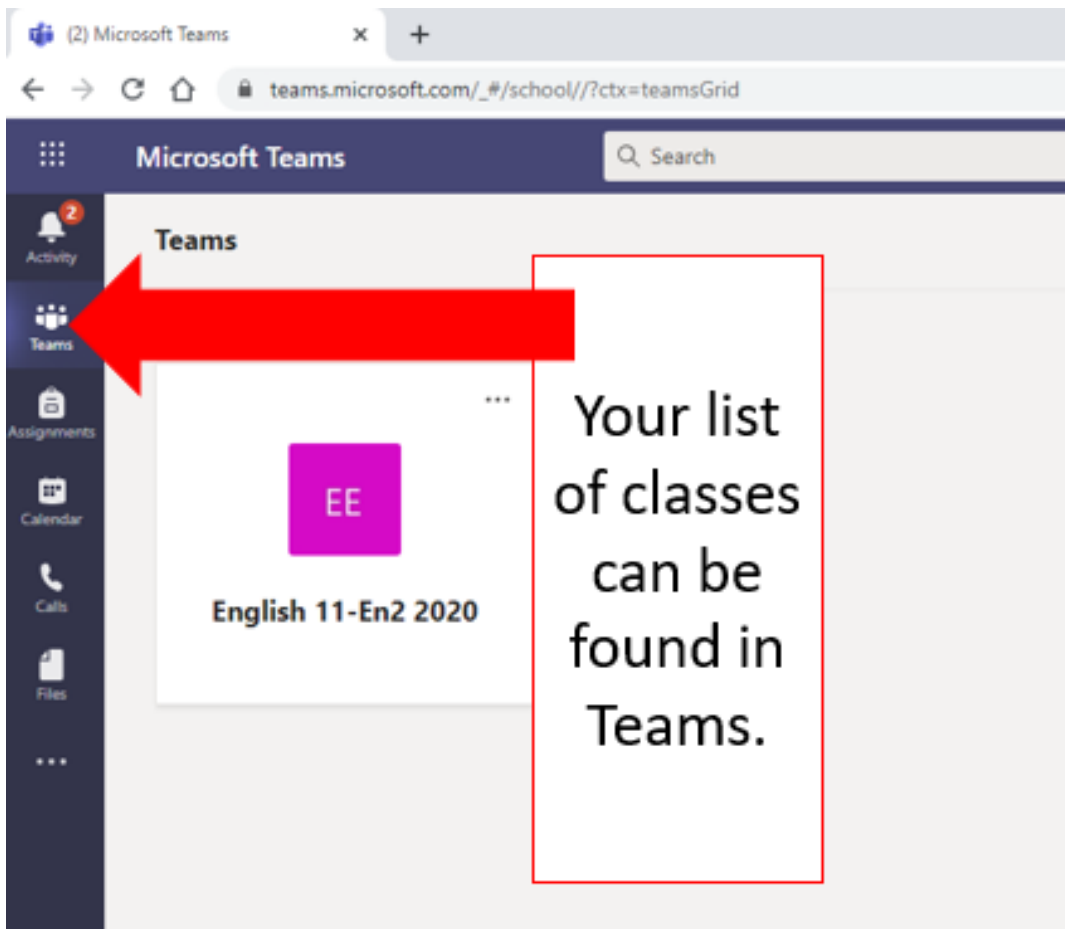 (2) Microsoft Teams
teams.microsoft.com/_#/school//?ctx=teamsGrid
Microsoft Teams
Search
2
Activity
Teams
Teams
Assignments
Calendar
Calls
Files
EE
English 11-En2 2020
Your list
of classes
can be
found in
Teams.